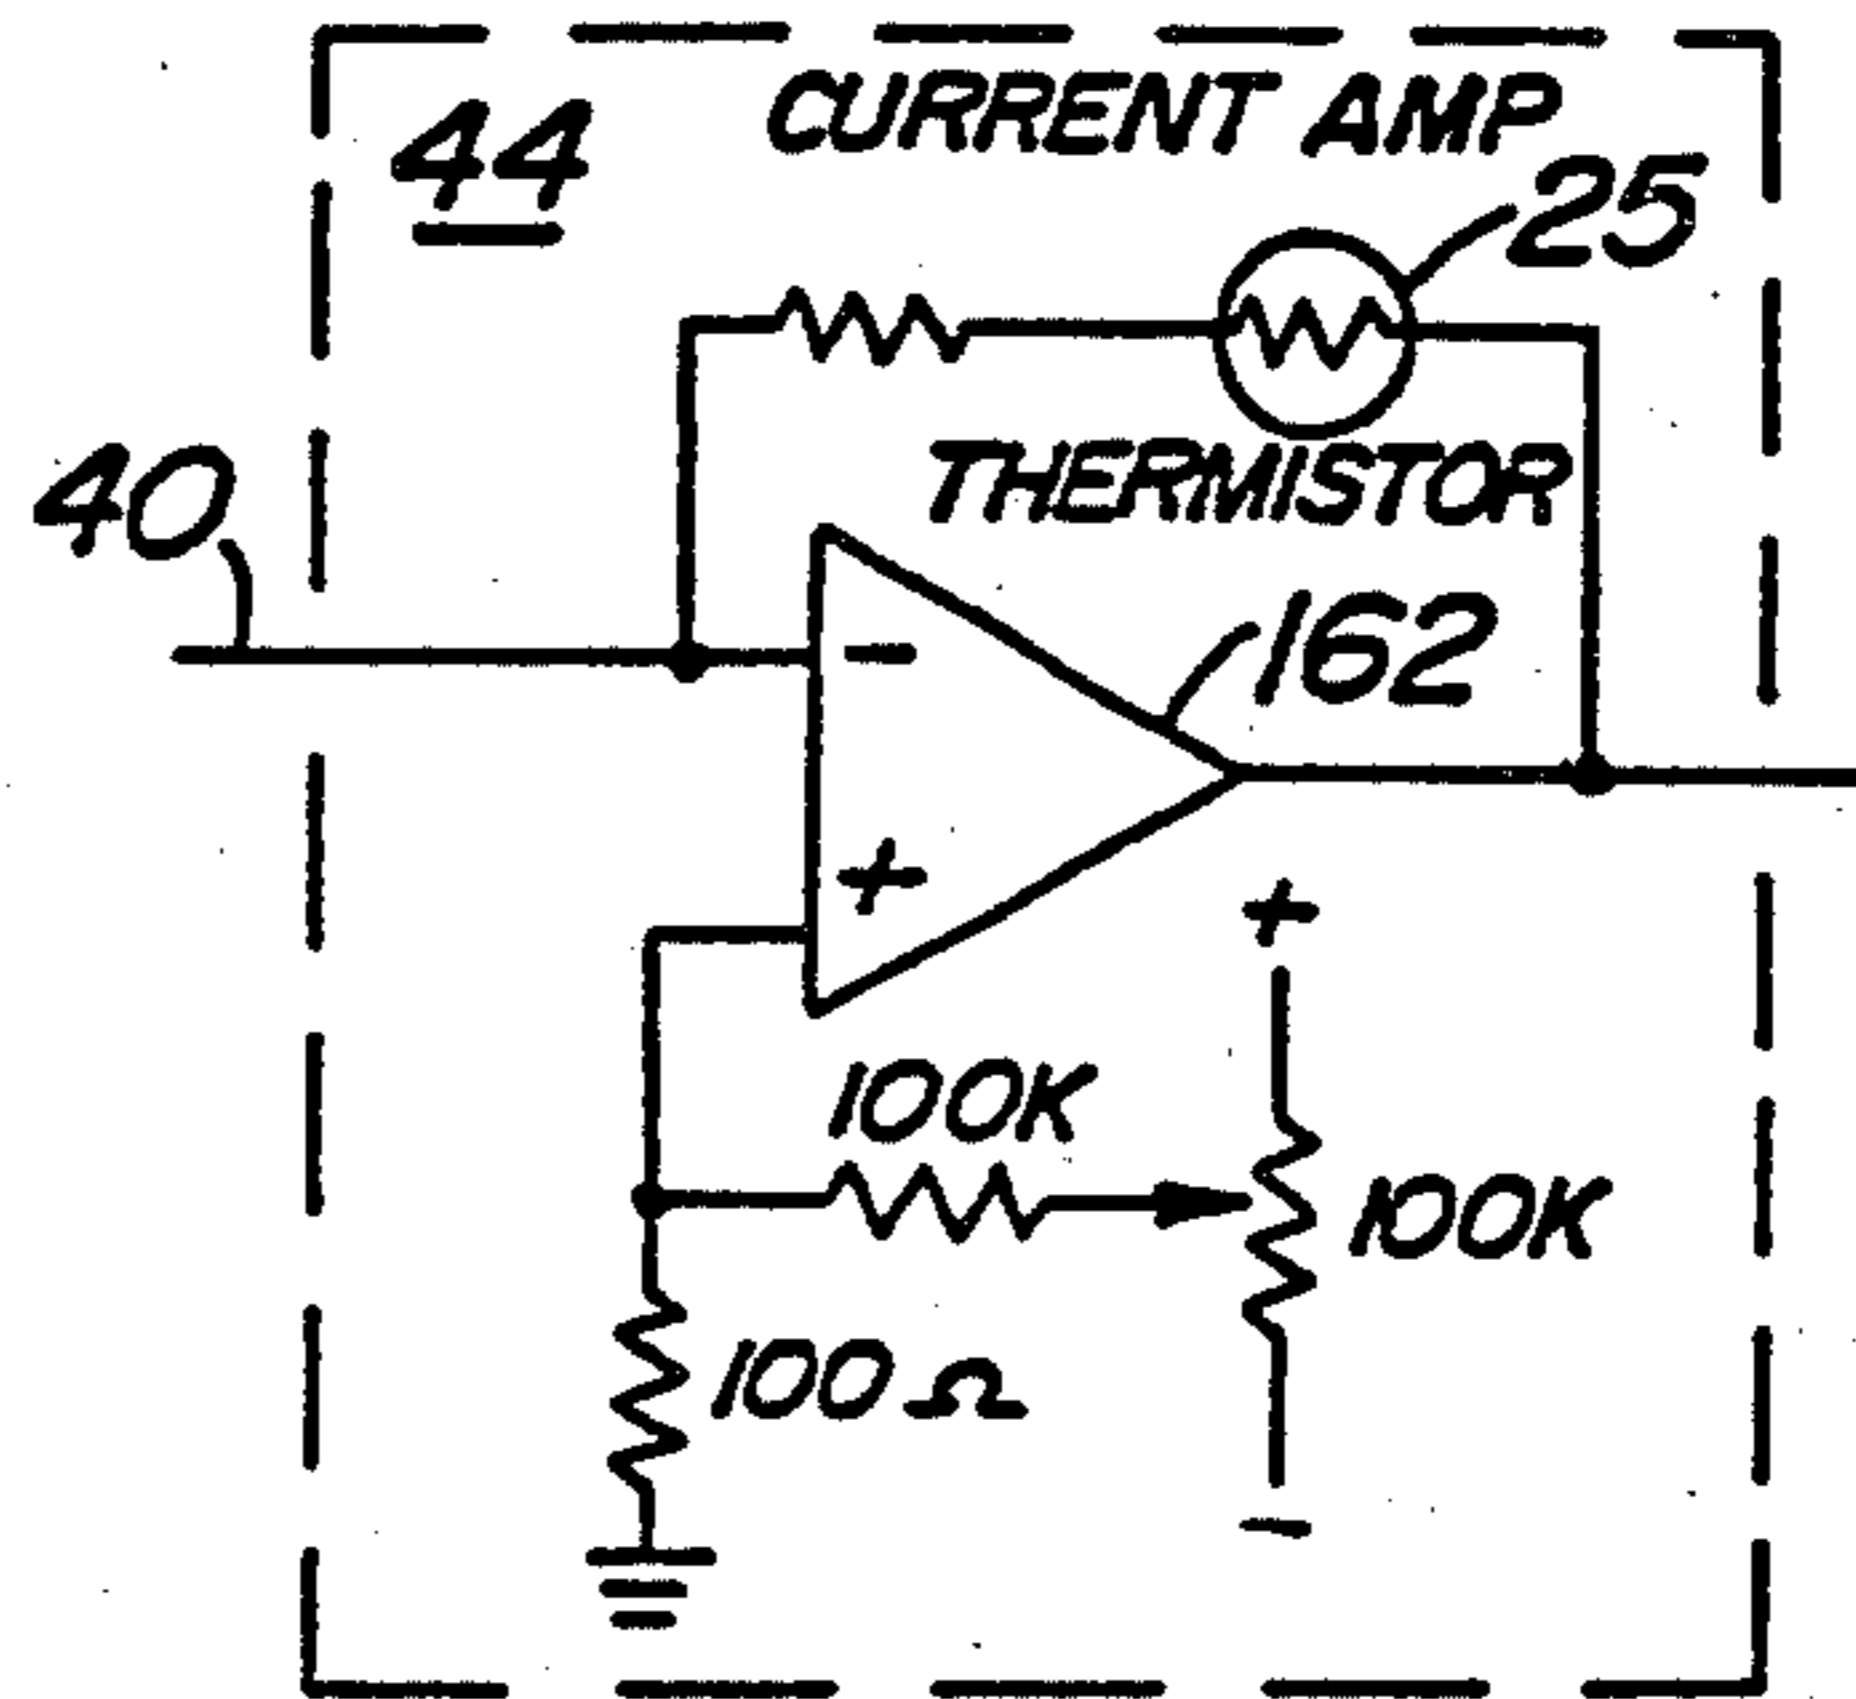 44
CURRENT AMP
25
THERMISTOR
40
162
-
+
+
100K
100K
100Ω
-